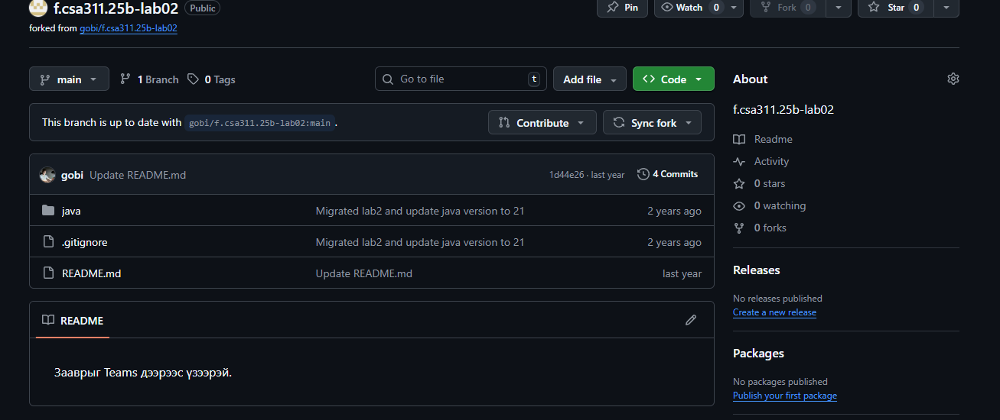 f.csa311.25b-lab02 Public
Pin Watch 0 Fork 0 Star 0
forked from gobi/f.csa311.25b-lab02
main 1 Branch 0 Tags Go to file t Add file Code
This branch is up to date with gobi/f.csa311.25b-lab02:main. Contribute Sync fork
gobi Update README.md 1d44e26 · last year 4 Commits
java Migrated lab2 and update java version to 21 2 years ago
.gitignore Migrated lab2 and update java version to 21 2 years ago
README.md Update README.md last year
README
Зааврыг Teams дээрээс үзээрэй.
About
f.csa311.25b-lab02
Readme
Activity
0 stars
0 watching
0 forks
Releases
No releases published
Create a new release
Packages
No packages published
Publish your first package